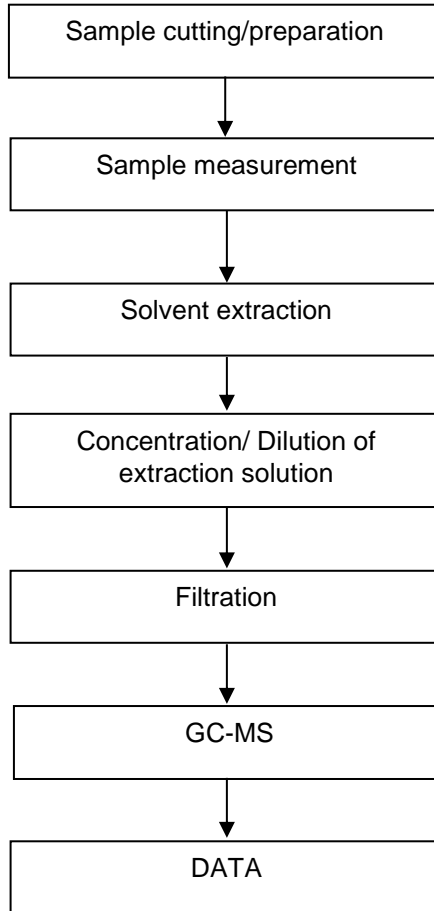 Sample cutting/preparation
Sample measurement
Solvent extraction
Concentration/ Dilution of
extraction solution
Filtration
GC-MS
DATA